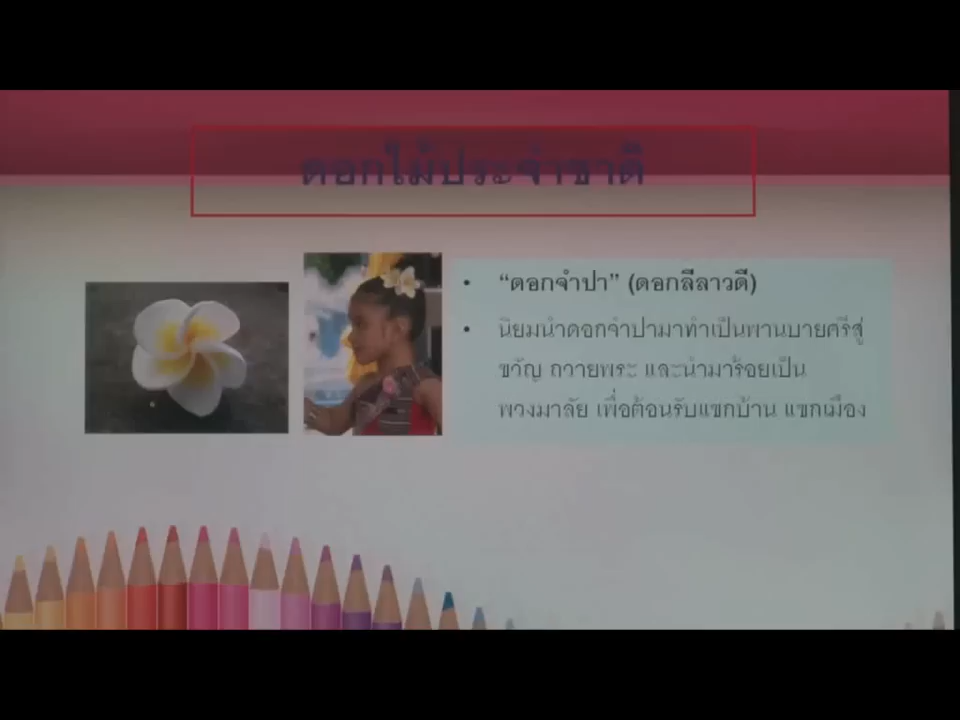 ดอกไม้ประจำชาติ
• “ดอกจำปา” (ดอกลีลาวดี)
• นิยมนำดอกจำปามาทำเป็นพานบายศรีสู่
ขวัญ ถวายพระ และนำมาร้อยเป็น
พวงมาลัย เพื่อต้อนรับแขกบ้าน แขกเมือง